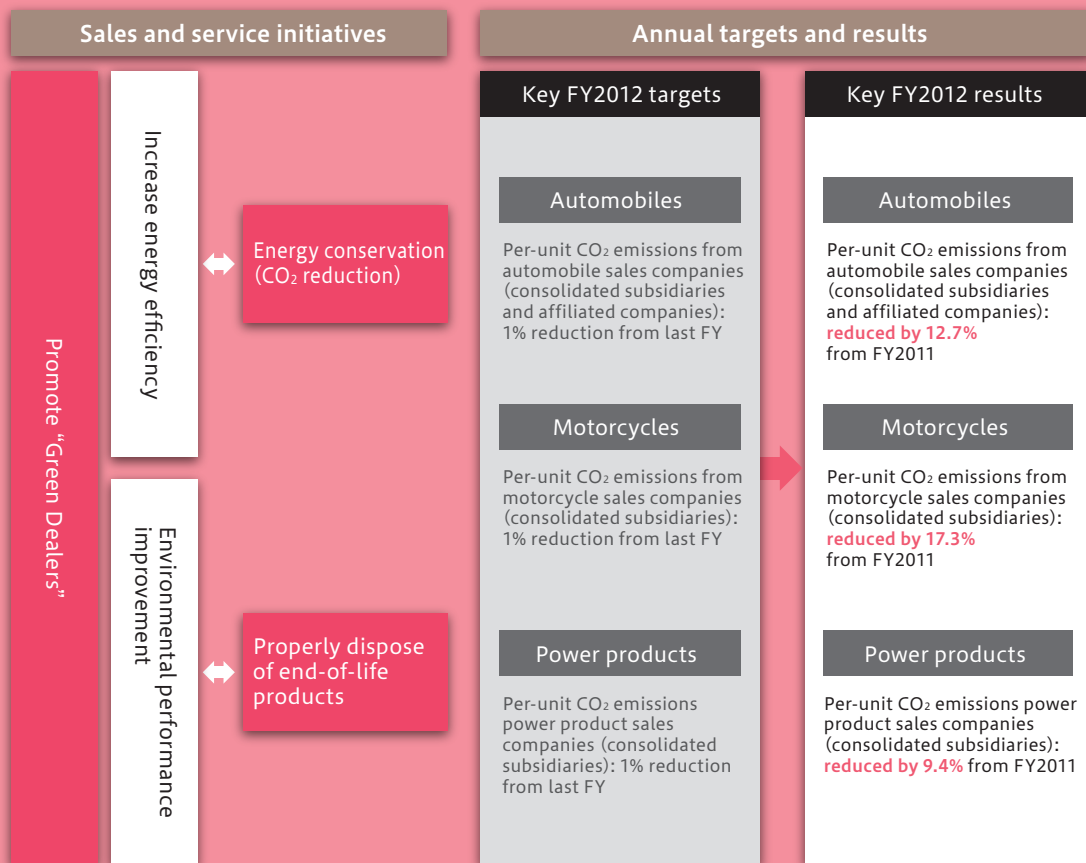 Sales and service initiatives
Promote “Green Dealers”
Increase energy efficiency
Energy conservation
(CO₂ reduction)
Environmental performance
improvement
Properly dispose
of end-of-life
products
Annual targets and results
Key FY2012 targets
Automobiles
Per-unit CO₂ emissions from
automobile sales companies
(consolidated subsidiaries
and affiliated companies):
1% reduction from last FY
Motorcycles
Per-unit CO₂ emissions from
motorcycle sales companies
(consolidated subsidiaries):
1% reduction from last FY
Power products
Per-unit CO₂ emissions
power product sales
companies (consolidated
subsidiaries): 1% reduction
from last FY
Key FY2012 results
Automobiles
Per-unit CO₂ emissions from
automobile sales companies
(consolidated subsidiaries
and affiliated companies):
reduced by 12.7%
from FY2011
Motorcycles
Per-unit CO₂ emissions from
motorcycle sales companies
(consolidated subsidiaries):
reduced by 17.3%
from FY2011
Power products
Per-unit CO₂ emissions power
product sales companies
(consolidated subsidiaries):
reduced by 9.4% from FY2011